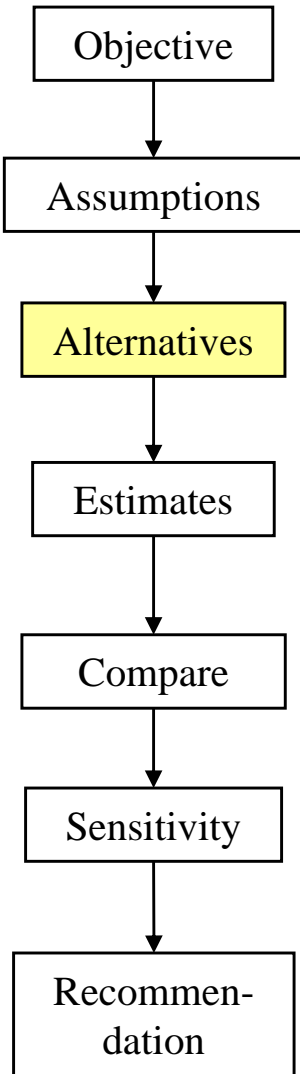 Objective
Assumptions
Alternatives
Estimates
Compare
Sensitivity
Recommen-
dation